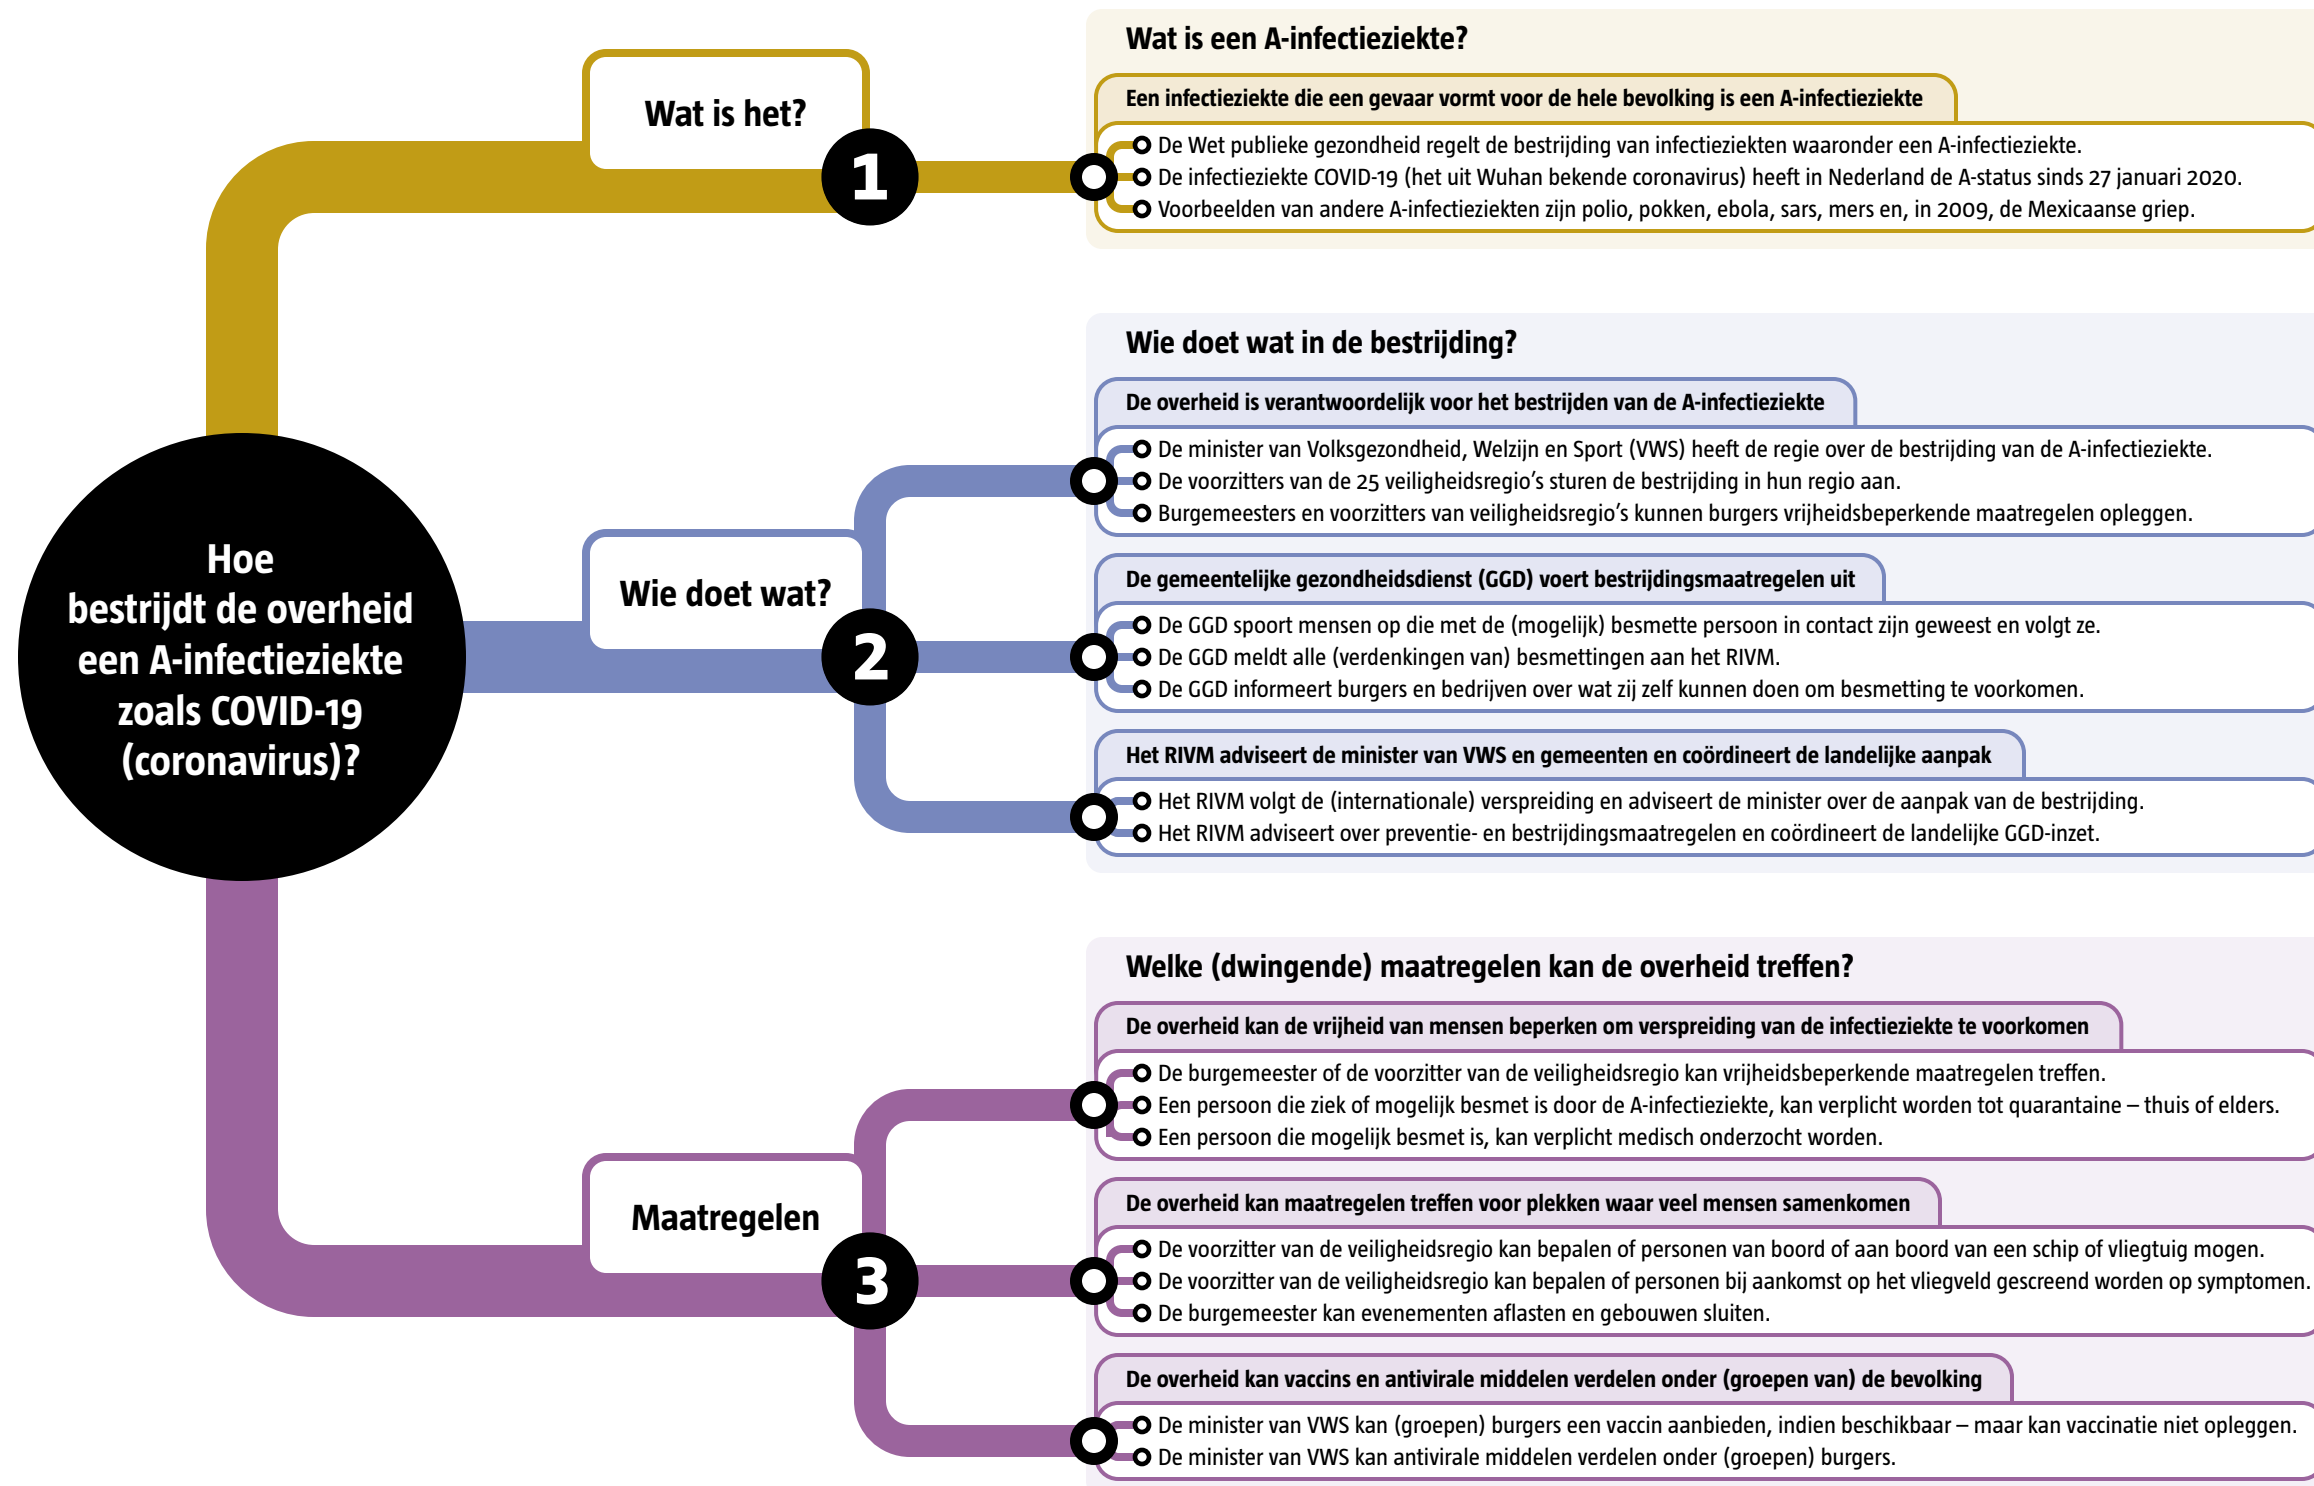 Hoe
bestrijdt de overheid
een A-infectieziekte
zoals COVID-19
(coronavirus)?
Wat is het?
1
Wat is een A-infectieziekte?
Een infectieziekte die een gevaar vormt voor de hele bevolking is een A-infectieziekte
De Wet publieke gezondheid regelt de bestrijding van infectieziekten waaronder een A-infectieziekte.
De infectieziekte COVID-19 (het uit Wuhan bekende coronavirus) heeft in Nederland de A-status sinds 27 januari 2020.
Voorbeelden van andere A-infectieziekten zijn polio, pokken, ebola, sars, mers en, in 2009, de Mexicaanse griep.
Wie doet wat?
2
Wie doet wat in de bestrijding?
De overheid is verantwoordelijk voor het bestrijden van de A-infectieziekte
De minister van Volksgezondheid, Welzijn en Sport (VWS) heeft de regie over de bestrijding van de A-infectieziekte.
De voorzitters van de 25 veiligheidsregio's sturen de bestrijding in hun regio aan.
Burgemeesters en voorzitters van veiligheidsregio's kunnen burgers vrijheidsbeperkende maatregelen opleggen.
De gemeentelijke gezondheidsdienst (GGD) voert bestrijdingsmaatregelen uit
De GGD spoort mensen op die met de (mogelijk) besmette persoon in contact zijn geweest en volgt ze.
De GGD meldt alle (verdenkingen van) besmettingen aan het RIVM.
De GGD informeert burgers en bedrijven over wat zij zelf kunnen doen om besmetting te voorkomen.
Het RIVM adviseert de minister van VWS en gemeenten en coördineert de landelijke aanpak
Het RIVM volgt de (internationale) verspreiding en adviseert de minister over de aanpak van de bestrijding.
Het RIVM adviseert over preventie- en bestrijdingsmaatregelen en coördineert de landelijke GGD-inzet.
Maatregelen
3
Welke (dwingende) maatregelen kan de overheid treffen?
De overheid kan de vrijheid van mensen beperken om verspreiding van de infectieziekte te voorkomen
De burgemeester of de voorzitter van de veiligheidsregio kan vrijheidsbeperkende maatregelen treffen.
Een persoon die ziek of mogelijk besmet is door de A-infectieziekte, kan verplicht worden tot quarantaine – thuis of elders.
Een persoon die mogelijk besmet is, kan verplicht medisch onderzocht worden.
De overheid kan maatregelen treffen voor plekken waar veel mensen samenkomen
De voorzitter van de veiligheidsregio kan bepalen of personen van boord of aan boord van een schip of vliegtuig mogen.
De voorzitter van de veiligheidsregio kan bepalen of personen bij aankomst op het vliegveld gescreend worden op symptomen.
De burgemeester kan evenementen aflasten en gebouwen sluiten.
De overheid kan vaccins en antivirale middelen verdelen onder (groepen van) de bevolking
De minister van VWS kan (groepen) burgers een vaccin aanbieden, indien beschikbaar – maar kan vaccinatie niet opleggen.
De minister van VWS kan antivirale middelen verdelen onder (groepen) burgers.